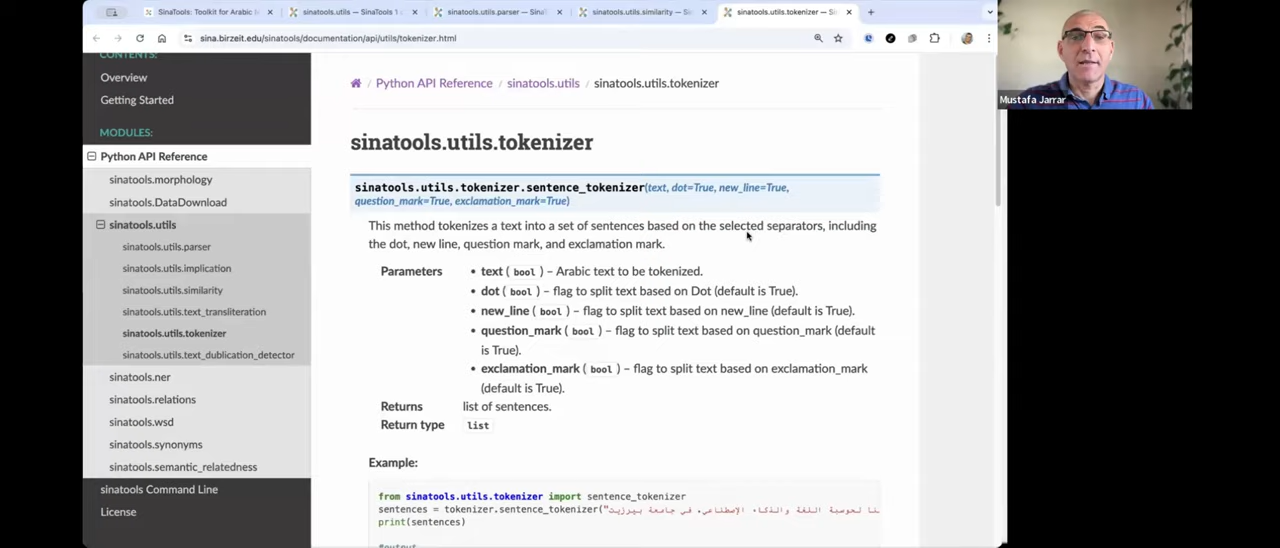 SinaTools: Toolkit for Arabic
sinatools.utils — SinaTools 1
sinatools.utils.parser — Sina
sinatools.utils.similarity — Si
sinatools.utils.tokenizer — Si
sina.birzeit.edu/sinatools/documentation/api/utils/tokenizer.html
Mustafa Jarrar
CONTENTS:
Overview
Getting Started
MODULES:
Python API Reference
sinatools.morphology
sinatools.DataDownload
sinatools.utils
sinatools.utils.parser
sinatools.utils.implication
sinatools.utils.similarity
sinatools.utils.text_transliteration
sinatools.utils.tokenizer
sinatools.utils.text_dublication_detector
sinatools.ner
sinatools.relations
sinatools.wsd
sinatools.synonyms
sinatools.semantic_relatedness
sinatools Command Line
License
/ Python API Reference / sinatools.utils / sinatools.utils.tokenizer
sinatools.utils.tokenizer
sinatools.utils.tokenizer.sentence_tokenizer(text, dot=True, new_line=True,
question_mark=True, exclamation_mark=True)
This method tokenizes a text into a set of sentences based on the selected separators, including
the dot, new line, question mark, and exclamation mark.
Parameters
• text ( bool ) – Arabic text to be tokenized.
• dot ( bool ) – flag to split text based on Dot (default is True).
• new_line ( bool ) – flag to split text based on new_line (default is True).
• question_mark ( bool ) – flag to split text based on question_mark (default
is True).
• exclamation_mark ( bool ) – flag to split text based on exclamation_mark
(default is True).
Returns list of sentences.
Return type list
Example:
from sinatools.utils.tokenizer import sentence_tokenizer
sentences = tokenizer.sentence_tokenizer("نا لحوسبة اللغة والذكاء الإصطناعي. في جامعة بيرزيت
print(sentences)
#output